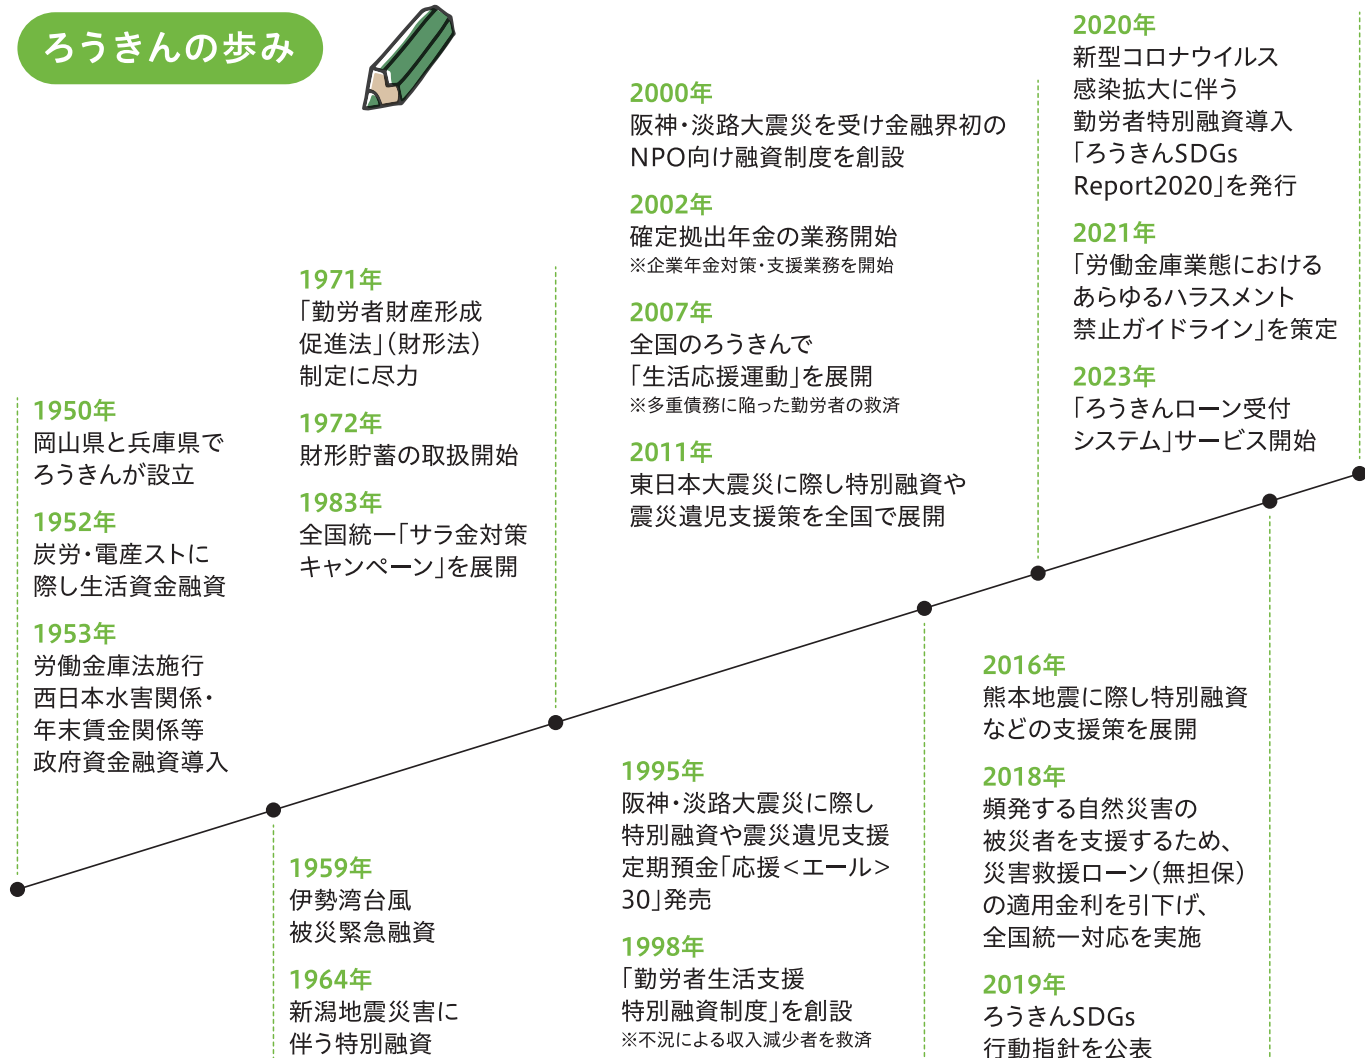 ろうきんの歩み
1950年
岡山県と兵庫県で
ろうきんが設立
1952年
炭労・電産ストに
際し生活資金融資
1953年
労働金庫法施行
西日本水害関係・
年末賃金関係等
政府資金融資導入
1959年
伊勢湾台風
被災緊急融資
1964年
新潟地震災害に
伴う特別融資
1971年
「勤労者財産形成
促進法」(財形法)
制定に尽力
1972年
財形貯蓄の取扱開始
1983年
全国統一「サラ金対策
キャンペーン」を展開
1995年
阪神・淡路大震災に際し
特別融資や震災遺児支援
定期預金「応援<エール>
30」発売
1998年
「勤労者生活支援
特別融資制度」を創設
※不況による収入減少者を救済
2000年
阪神・淡路大震災を受け金融界初の
NPO向け融資制度を創設
2002年
確定拠出年金の業務開始
※企業年金対策・支援業務を開始
2007年
全国のろうきんで
「生活応援運動」を展開
※多重債務に陥った勤労者の救済
2011年
東日本大震災に際し特別融資や
震災遺児支援策を全国で展開
2016年
熊本地震に際し特別融資
などの支援策を展開
2018年
頻発する自然災害の
被災者を支援するため、
災害救援ローン(無担保)
の適用金利を引下げ、
全国統一対応を実施
2019年
ろうきんSDGs
行動指針を公表
2020年
新型コロナウイルス
感染拡大に伴う
勤労者特別融資導入
「ろうきんSDGs
Report2020」を発行
2021年
「労働金庫業態における
あらゆるハラスメント
禁止ガイドライン」を策定
2023年
「ろうきんローン受付
システム」サービス開始